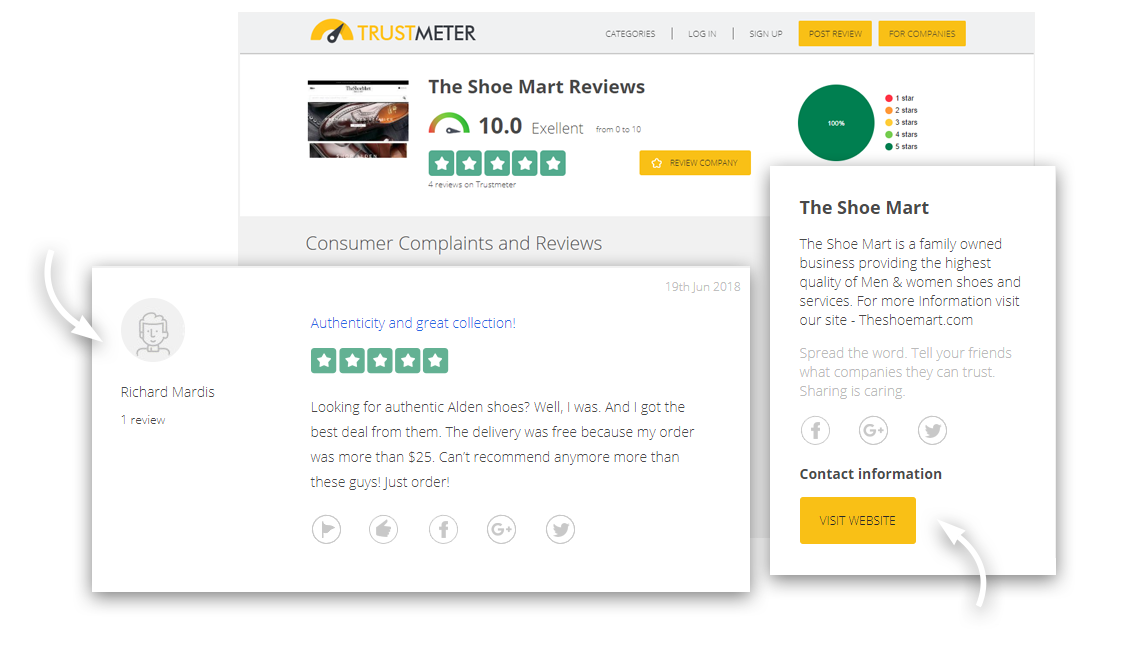 TRUSTMETER
CATEGORIES | LOG IN | SIGN UP POST REVIEW FOR COMPANIES
The Shoe Mart Reviews
10.0 Exellent from 0 to 10
REVIEW COMPANY
4 reviews on Trustmeter
100%
1 star
2 stars
3 stars
4 stars
5 stars
TheShoeMart
Consumer Complaints and Reviews
19th Jun 2018
Authenticity and great collection!
Richard Mardis
1 review
Looking for authentic Alden shoes? Well, I was. And I got the
best deal from them. The delivery was free because my order
was more than $25. Can’t recommend anymore more than
these guys! Just order!
The Shoe Mart
The Shoe Mart is a family owned
business providing the highest
quality of Men & women shoes and
services. For more Information visit
our site - Theshoemart.com
Spread the word. Tell your friends
what companies they can trust.
Sharing is caring.
Contact information
VISIT WEBSITE